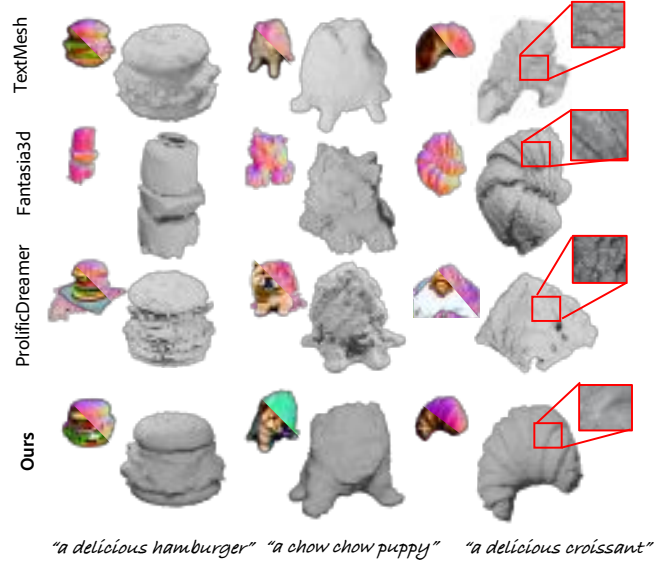 TextMesh
Fantasia3d
ProlificDreamer
Ours
"a delicious hamburger" "a chow chow puppy" "a delicious croissant"